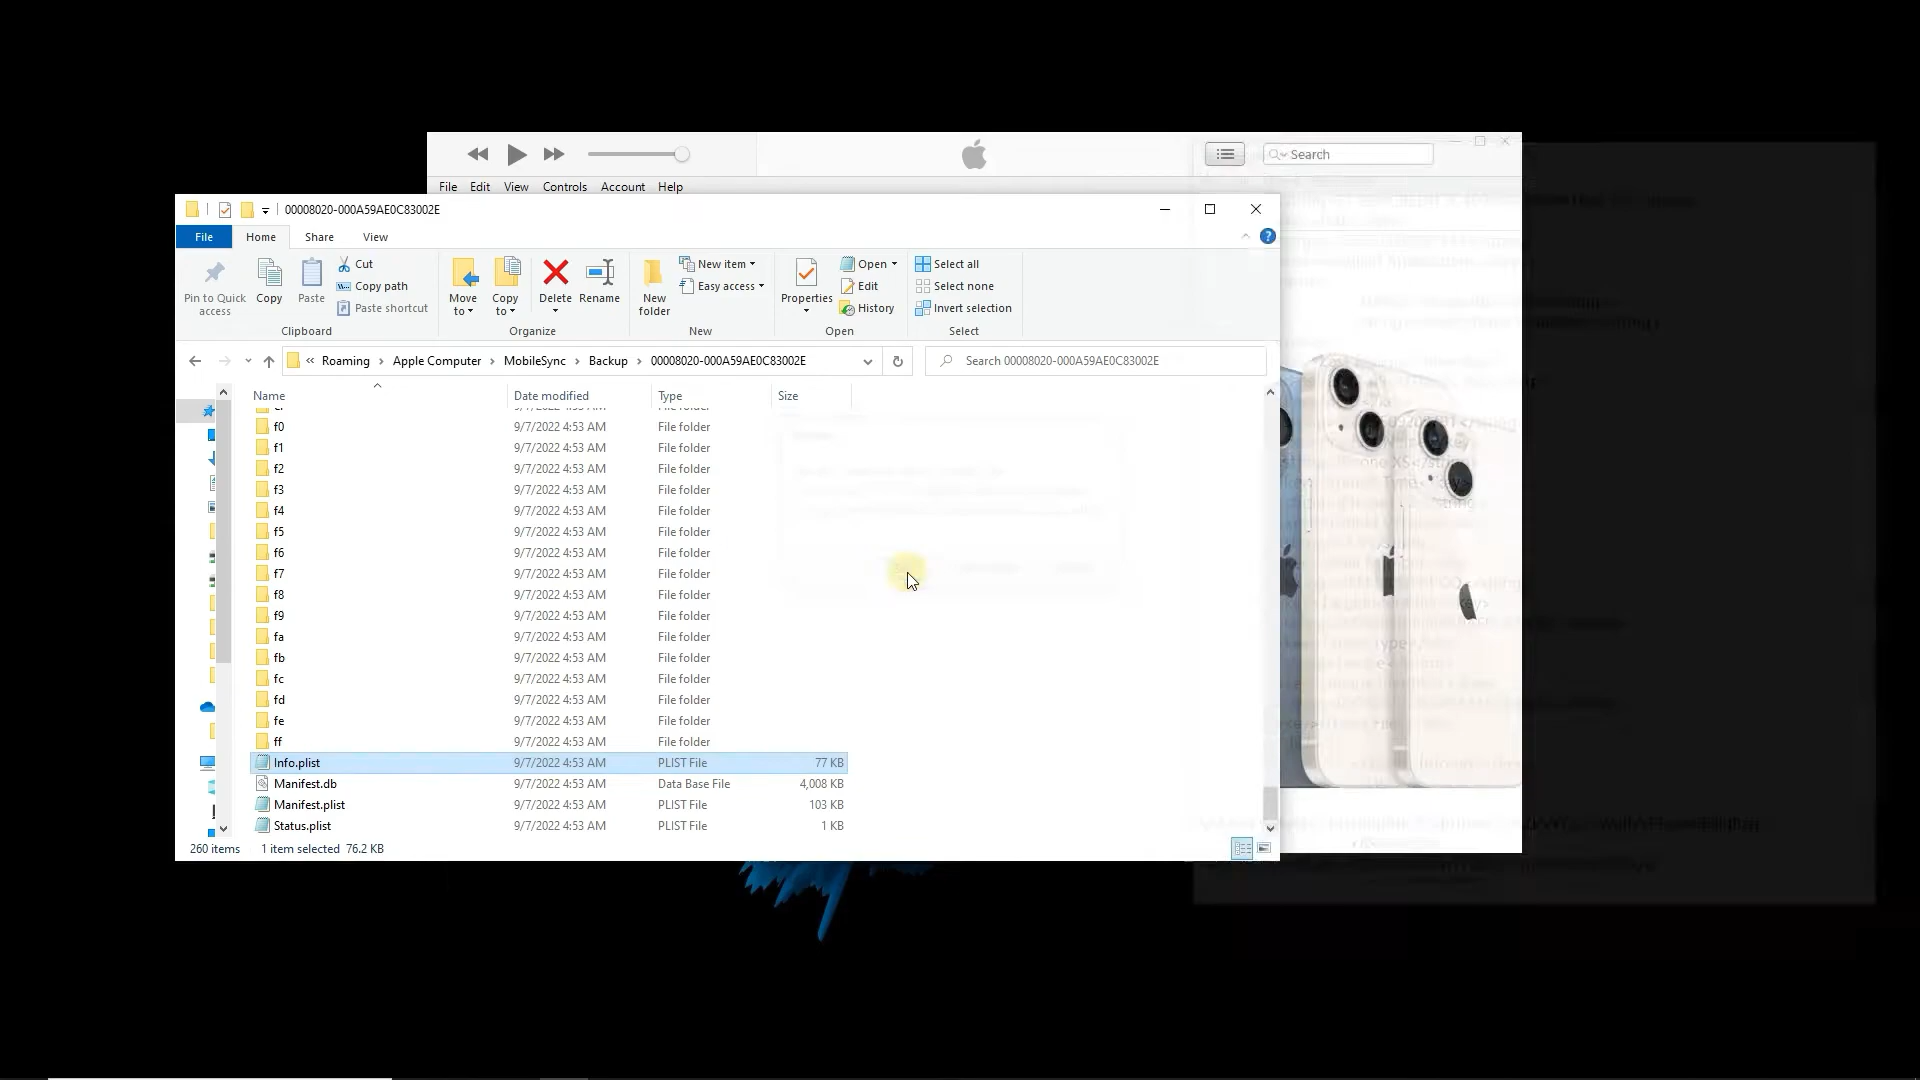 Search
File Edit View Controls Account Help
00008020-000A59AE0C83002E
File Home Share View
Pin to Quick access
Copy
Paste
Cut
Copy path
Paste shortcut
Clipboard
Move to
Copy to
Delete
Rename
Organize
New folder
New item
Easy access
New
Properties
Open
Edit
History
Open
Select all
Select none
Invert selection
Select
« Roaming › Apple Computer › MobileSync › Backup › 00008020-000A59AE0C83002E
Search 00008020-000A59AE0C83002E
Name Date modified Type Size
f0 9/7/2022 4:53 AM File folder
f1 9/7/2022 4:53 AM File folder
f2 9/7/2022 4:53 AM File folder
f3 9/7/2022 4:53 AM File folder
f4 9/7/2022 4:53 AM File folder
f5 9/7/2022 4:53 AM File folder
f6 9/7/2022 4:53 AM File folder
f7 9/7/2022 4:53 AM File folder
f8 9/7/2022 4:53 AM File folder
f9 9/7/2022 4:53 AM File folder
fa 9/7/2022 4:53 AM File folder
fb 9/7/2022 4:53 AM File folder
fc 9/7/2022 4:53 AM File folder
fd 9/7/2022 4:53 AM File folder
fe 9/7/2022 4:53 AM File folder
ff 9/7/2022 4:53 AM File folder
Info.plist 9/7/2022 4:53 AM PLIST File 77 KB
Manifest.db 9/7/2022 4:53 AM Data Base File 4,008 KB
Manifest.plist 9/7/2022 4:53 AM PLIST File 103 KB
Status.plist 9/7/2022 4:53 AM PLIST File 1 KB
260 items 1 item selected 76.2 KB